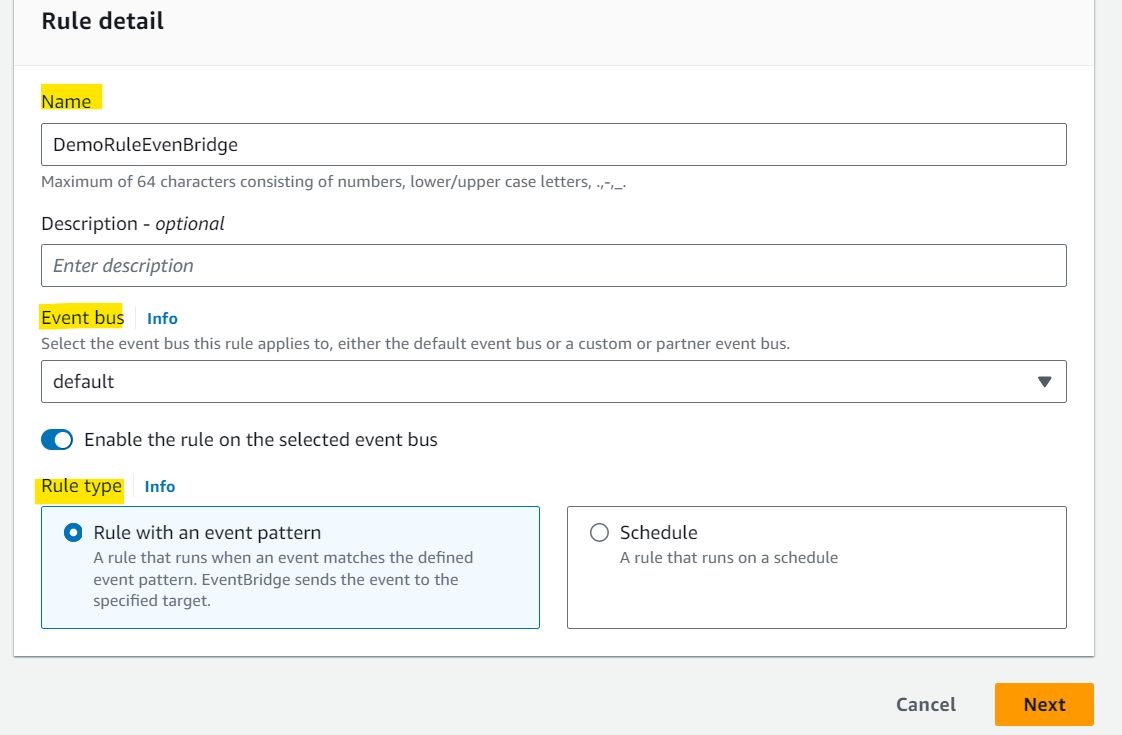 Rule detail
Name
DemoRuleEvenBridge
Maximum of 64 characters consisting of numbers, lower/upper case letters, .,-,_.
Description - optional
Enter description
Event bus Info
Select the event bus this rule applies to, either the default event bus or a custom or partner event bus.
default
Enable the rule on the selected event bus
Rule type Info
Rule with an event pattern
A rule that runs when an event matches the defined
event pattern. EventBridge sends the event to the
specified target.
Schedule
A rule that runs on a schedule
Cancel
Next